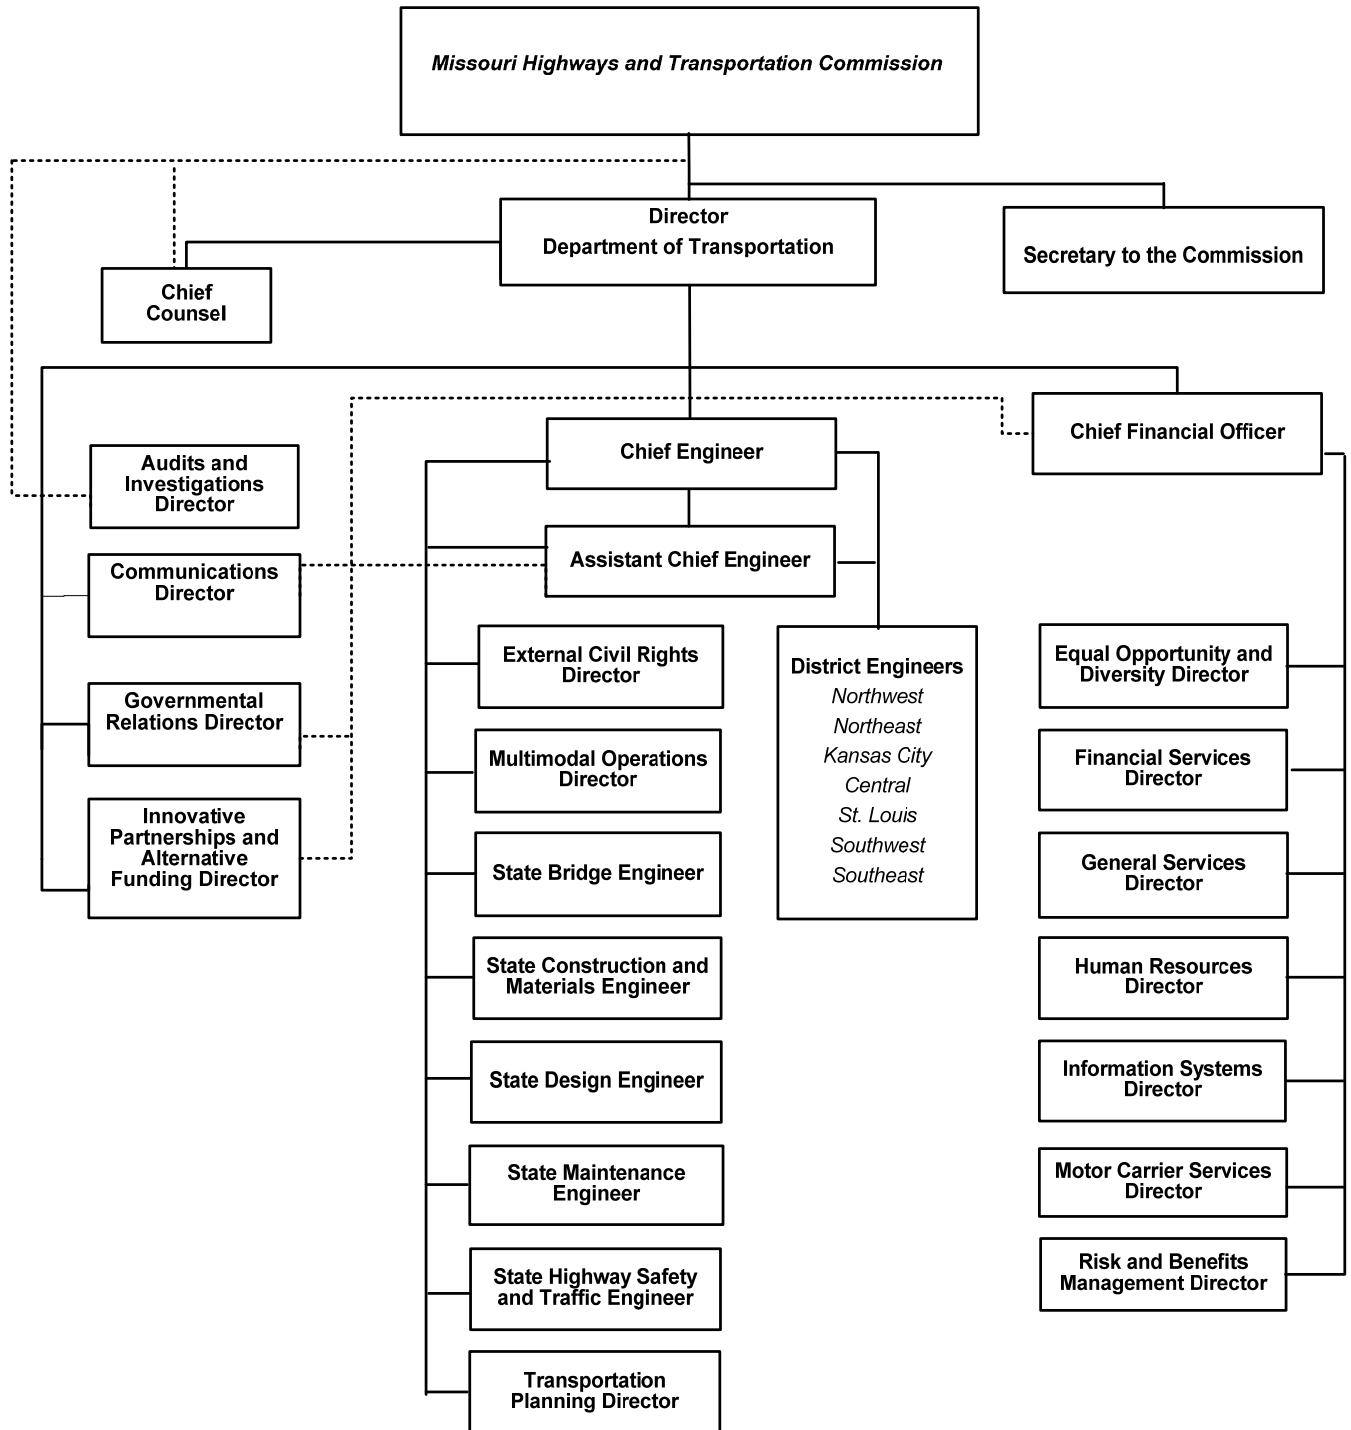 Missouri Highways and Transportation Commission
Director
Department of Transportation
Secretary to the Commission
Chief
Counsel
Chief Financial Officer
Chief Engineer
Audits and
Investigations
Director
Assistant Chief Engineer
Communications
Director
Governmental
Relations Director
Innovative
Partnerships and
Alternative
Funding Director
External Civil Rights
Director
Multimodal Operations
Director
State Bridge Engineer
State Construction and
Materials Engineer
State Design Engineer
State Maintenance
Engineer
State Highway Safety
and Traffic Engineer
Transportation
Planning Director
District Engineers
Northwest
Northeast
Kansas City
Central
St. Louis
Southwest
Southeast
Equal Opportunity and
Diversity Director
Financial Services
Director
General Services
Director
Human Resources
Director
Information Systems
Director
Motor Carrier Services
Director
Risk and Benefits
Management Director